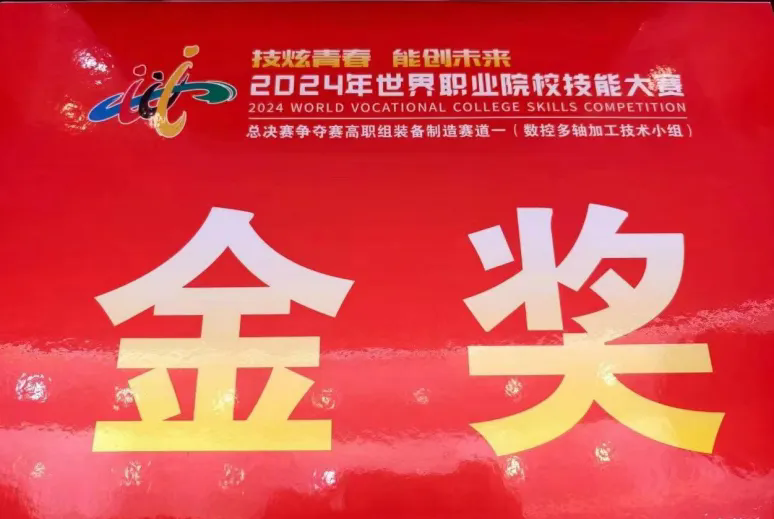 技炫青春 能创未来
2024年世界职业院校技能大赛
2024 WORLD VOCATIONAL COLLEGE SKILLS COMPETITION
总决赛争夺赛高职组装备制造赛道一（数控多轴加工技术小组）
金奖